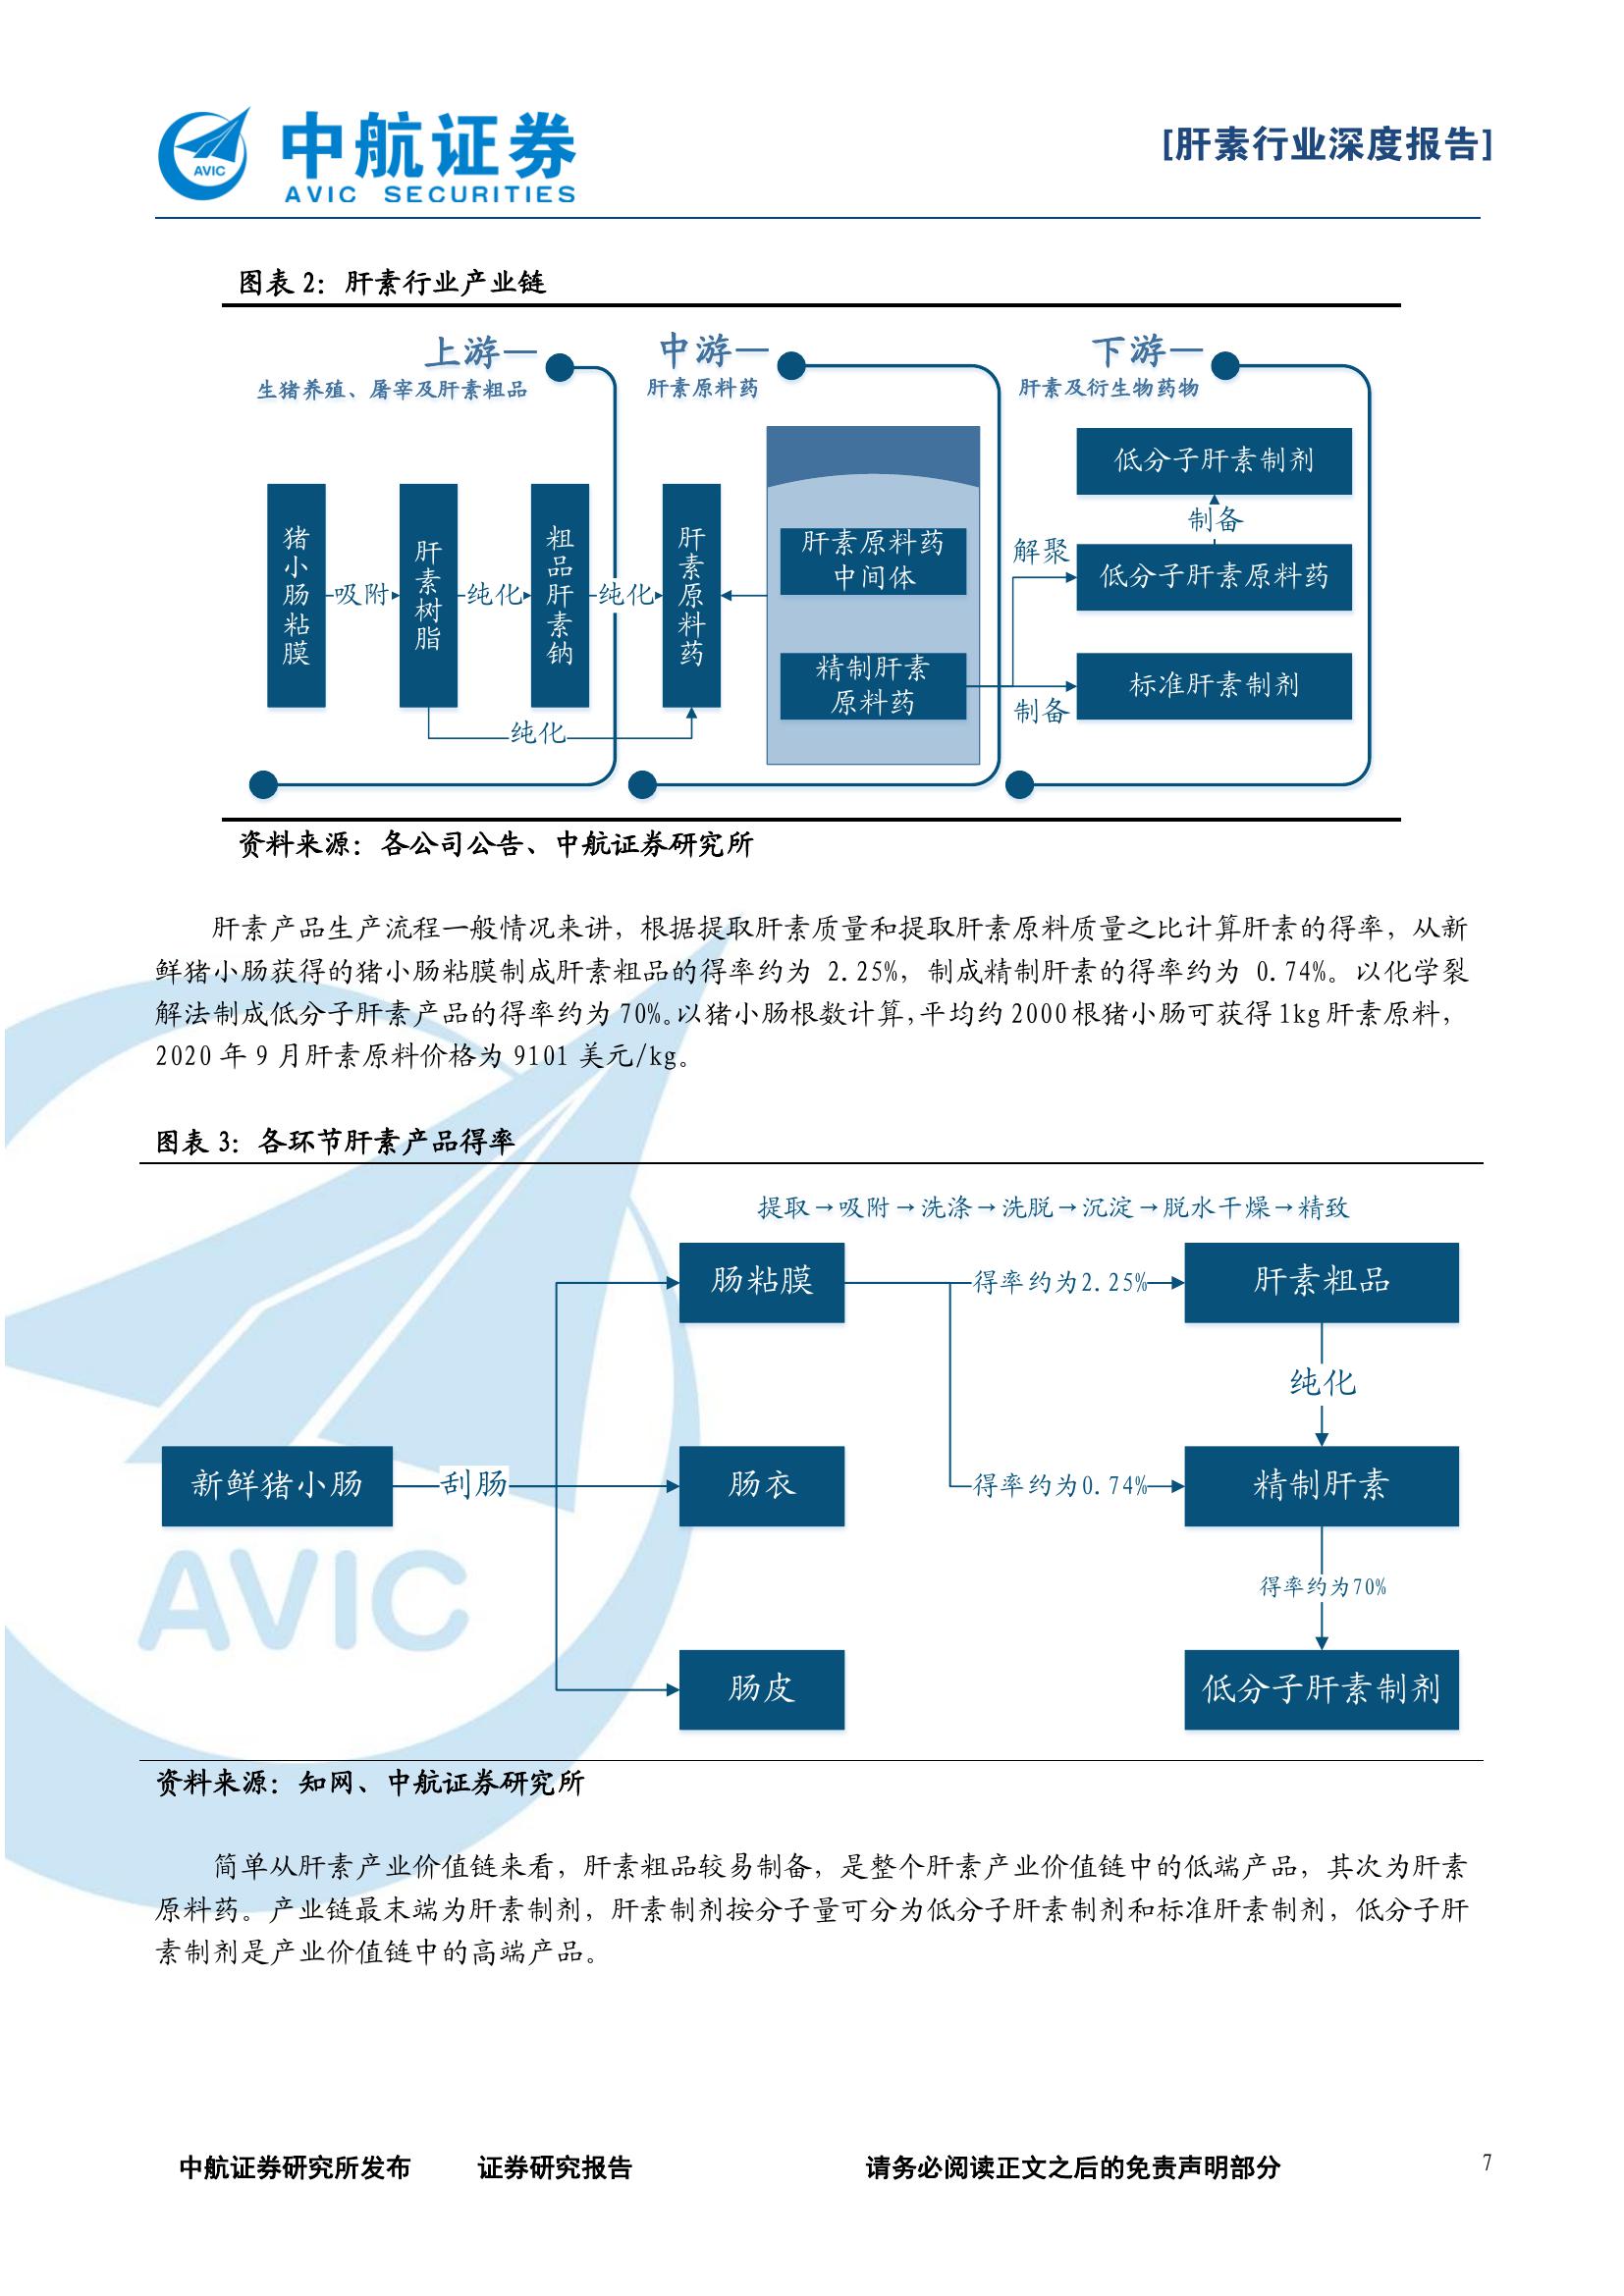 中航证券
AVIC SECURITIES
AVIC
[肝素行业深度报告]
图表 2：肝素行业产业链
上游—
生猪养殖、屠宰及肝素粗品
中游—
肝素原料药
下游—
肝素及衍生物药物
猪小肠粘膜
吸附
肝素树脂
纯化
粗品肝素钠
纯化
肝素原料药
纯化
肝素原料药
中间体
精制肝素
原料药
解聚
制备
低分子肝素制剂
制备
低分子肝素原料药
标准肝素制剂
资料来源：各公司公告、中航证券研究所
肝素产品生产流程一般情况来讲，根据提取肝素质量和提取肝素原料质量之比计算肝素的得率，从新
鲜猪小肠获得的猪小肠粘膜制成肝素粗品的得率约为 2.25%，制成精制肝素的得率约为 0.74%。以化学裂
解法制成低分子肝素产品的得率约为 70%。以猪小肠根数计算，平均约 2000 根猪小肠可获得 1kg 肝素原料，
2020 年 9 月肝素原料价格为 9101 美元/kg。
图表 3：各环节肝素产品得率
提取→吸附→洗涤→洗脱→沉淀→脱水干燥→精致
肠粘膜
得率约为2.25%
肝素粗品
纯化
新鲜猪小肠
刮肠
肠衣
得率约为0.74%
精制肝素
得率约为70%
肠皮
低分子肝素制剂
AVIC
资料来源：知网、中航证券研究所
简单从肝素产业价值链来看，肝素粗品较易制备，是整个肝素产业价值链中的低端产品，其次为肝素
原料药。产业链最末端为肝素制剂，肝素制剂按分子量可分为低分子肝素制剂和标准肝素制剂，低分子肝
素制剂是产业价值链中的高端产品。
中航证券研究所发布 证券研究报告 请务必阅读正文之后的免责声明部分 7